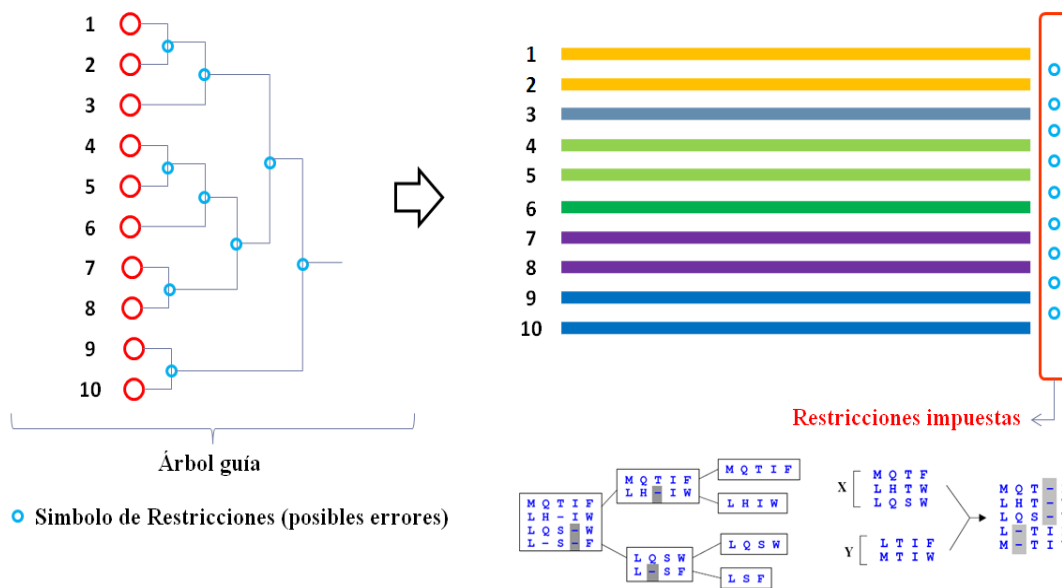 1
2
3
4
5
6
7
8
9
10
Árbol guía
Simbolo de Restricciones (posibles errores)
1
2
3
4
5
6
7
8
9
10
Restricciones impuestas
M Q T I F
L H - I W
L Q S - W
L - S - F
M Q T I F
L H - I W
L Q S W
L - S F
M Q T I F
L H I W
L Q S W
L S F
X
M Q T F
L H T W
L Q S W
Y
L T I F
M T I W
M Q T -
L H T -
L Q S -
L - T I
M - T I